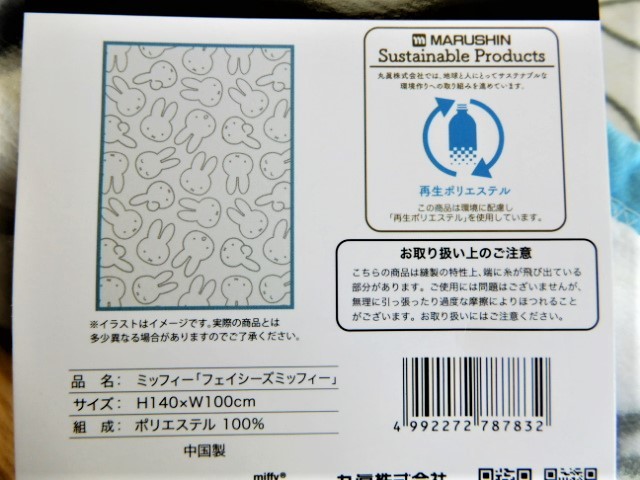 m MARUSHIN
Sustainable Products
丸眞株式会社では、地球と人にとってサステナブルな
環境作りへの取り組みを進めています。
再生ポリエステル
この商品は環境に配慮し
「再生ポリエステル」を使用しています。
お取り扱い上のご注意
こちらの商品は縫製の特性上、端に糸が飛び出ている
部分があります。ご使用には問題はございませんが、
無理に引っ張ったり過度な摩擦によりほつれること
がございます。お取り扱いにはご注意ください。
※イラストはイメージです。実際の商品とは
多少異なる場合がありますのでご了承ください。
品 名: ミッフィー「フェイシーズミッフィー」
サイズ: H140×W100cm
組 成: ポリエステル 100%
中国製
4 992272 787832
miffy®
丸眞株式会社